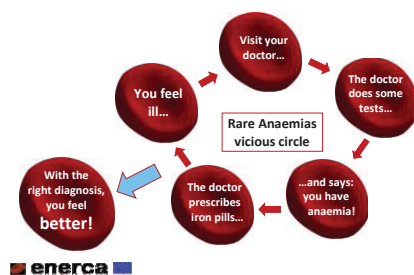 Visit your
doctor…
The doctor
does some
tests…
…and says:
you have
anaemia!
The doctor
prescribes
iron pills…
You feel
ill…
Rare Anaemias
vicious circle
With the
right diagnosis,
you feel
better!
enerca